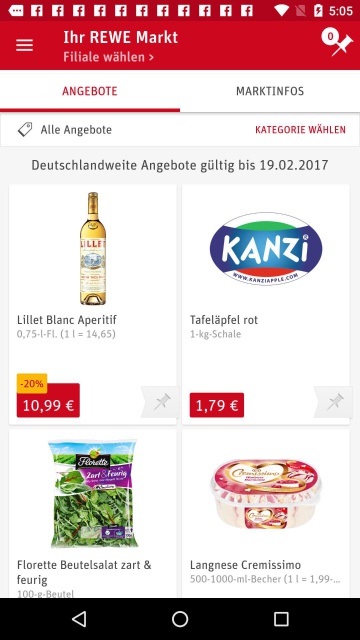 5:05
Ihr REWE Markt
Filiale wählen >
0
ANGEBOTE
MARKTINFOS
Alle Angebote
KATEGORIE WÄHLEN
Deutschlandweite Angebote gültig bis 19.02.2017
LILLET
KANZi
WWW.KANZIAPPLE.COM
Lillet Blanc Aperitif
0,75-l-Fl. (1 l = 14,65)
Tafeläpfel rot
1-kg-Schale
-20%
10,99 €
1,79 €
Florette
Zart & Feurig
Cremissimo
Florette Beutelsalat zart &
feurig
100-g-Beutel
Langnese Cremissimo
500-1000-ml-Becher (1 l = 1,99-...